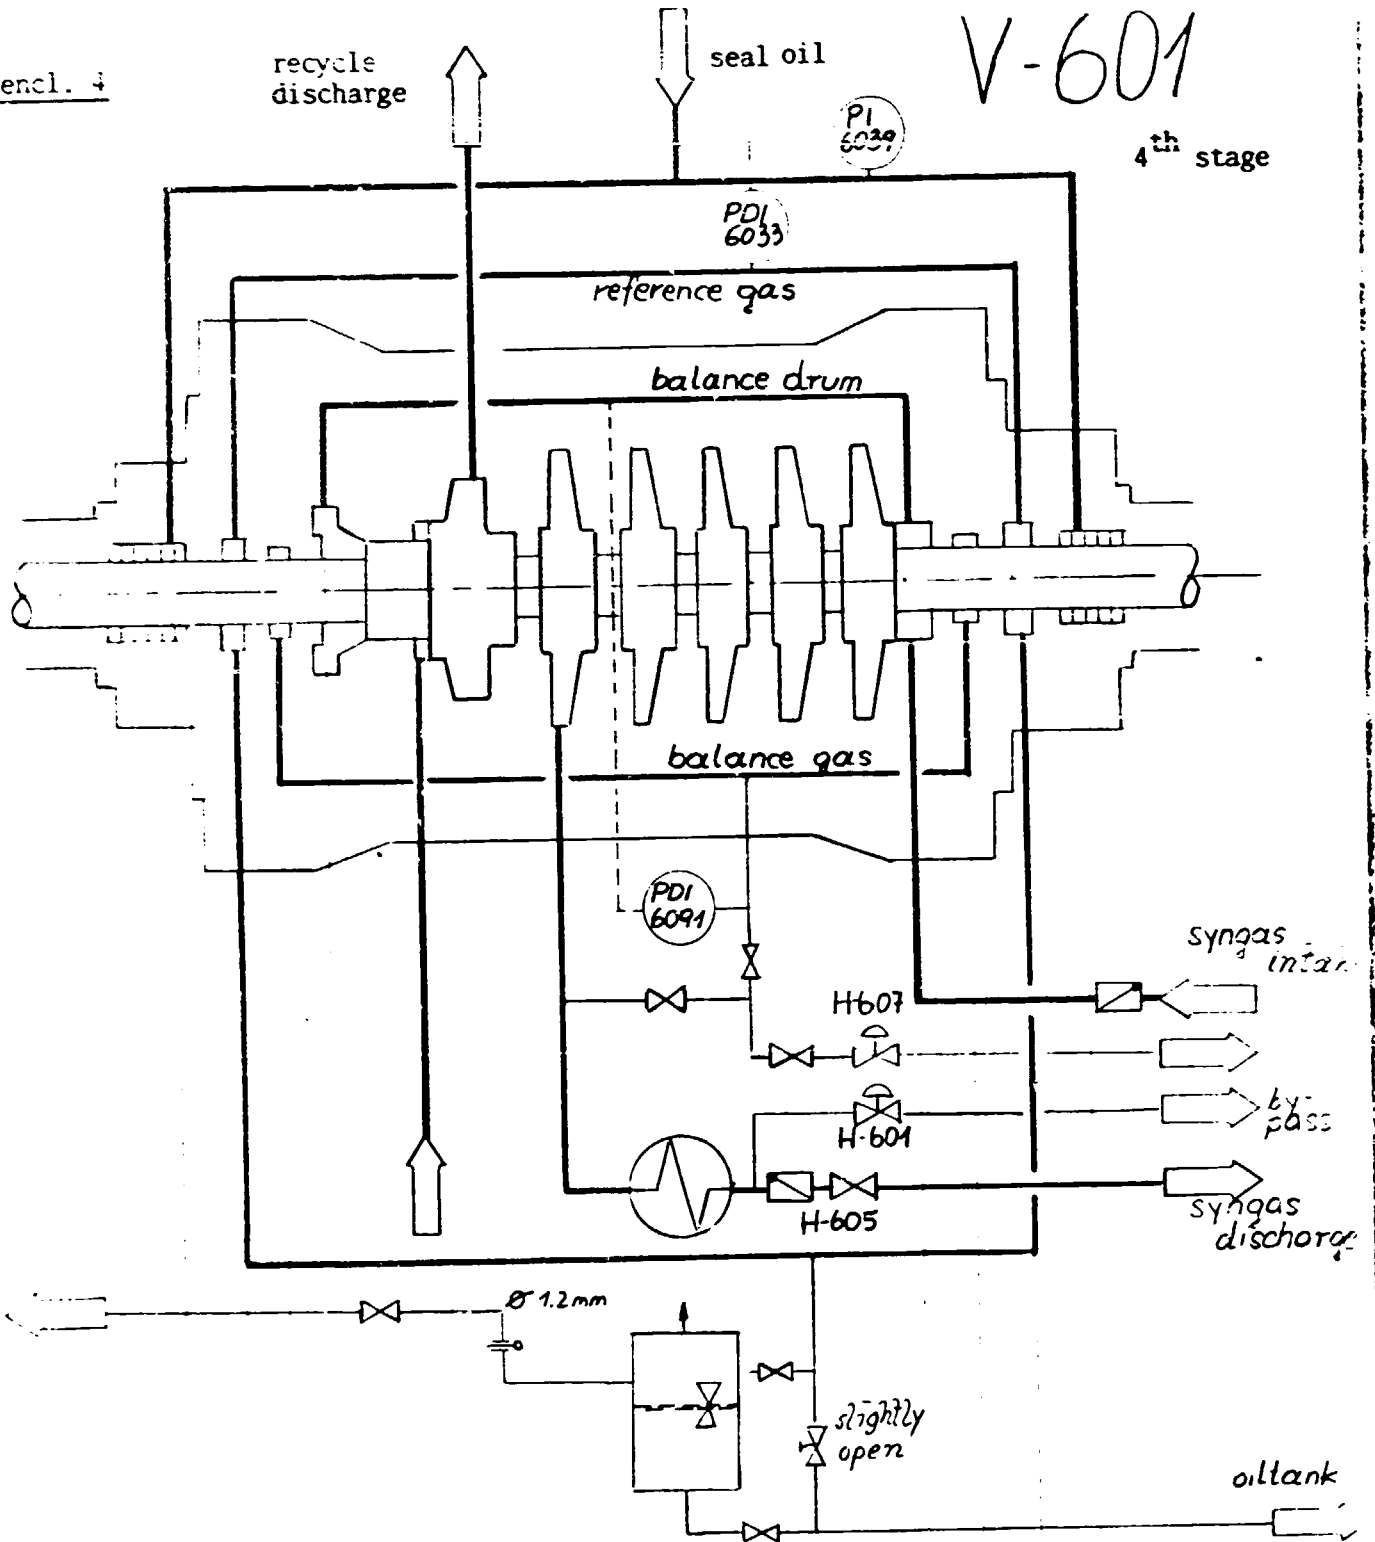 V-601
encl. 4
recycle
discharge
seal oil
4th stage
PI
6039
PDI
6033
reference gas
balance drum
balance gas
PDI
6091
syngas
H-607
by-
pass
H-601
H-605
syngas
discharge
Ø 1.2mm
slightly
open
oiltank